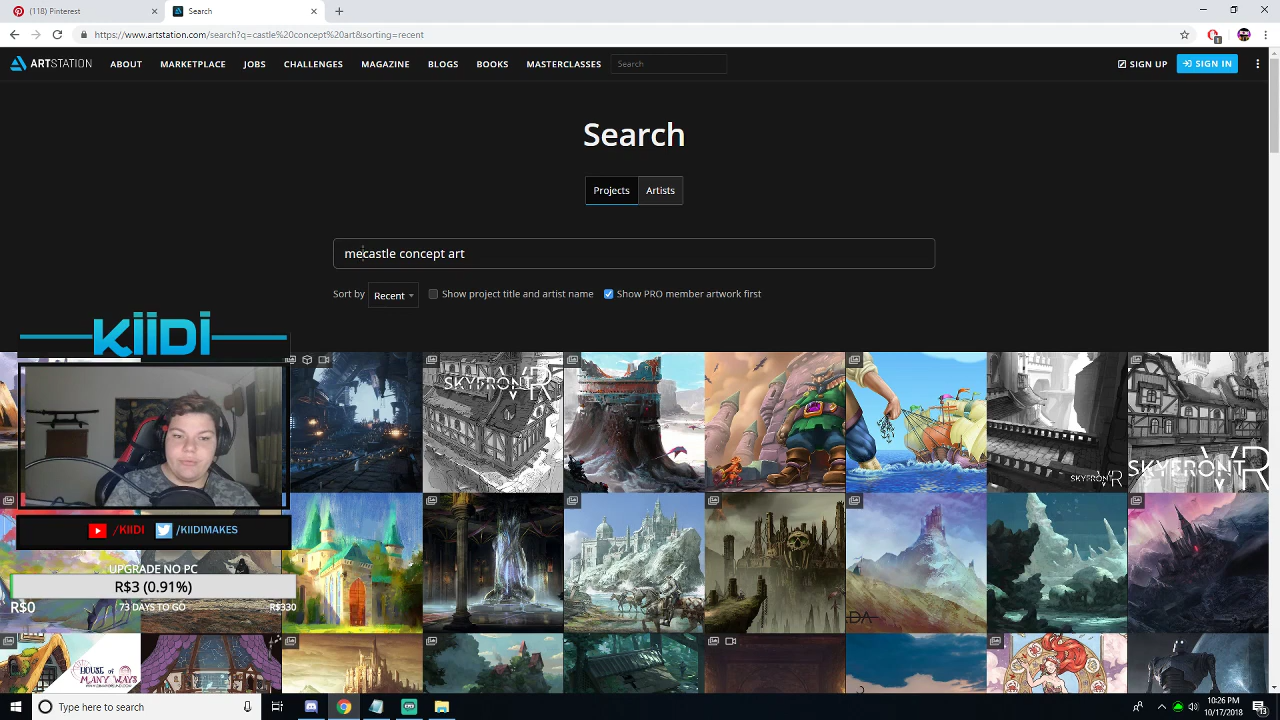 (118) Pinterest
Search
https://www.artstation.com/search?q=castle%20concept%20art&sorting=recent
1
ARTSTATION ABOUT MARKETPLACE JOBS CHALLENGES MAGAZINE BLOGS BOOKS MASTERCLASSES Search SIGN UP SIGN IN
Search
Projects Artists
mecastle concept art
Sort by Recent Show project title and artist name Show PRO member artwork first
KiiDi
SKYFRONT VR
SKYFRONT VR
SKYFRONT VR
/KIIDI /KIIDIMAKES
UPGRADE NO PC
R$3 (0.91%)
R$0 73 DAYS TO GO R$330
DA
HOUSE OF
MANY WAYS
Type here to search
10:26 PM
10/17/2018